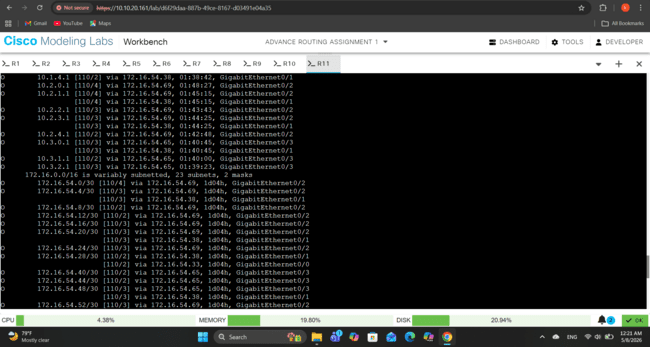 Not secure https://10.10.20.161/lab/d6f29daa-887b-49ce-8167-d03491e04a35
Gmail YouTube Maps All Bookmarks
Cisco Modeling Labs Workbench ADVANCE ROUTING ASSIGNMENT 1 DASHBOARD TOOLS DEVELOPER
R1 R2 R3 R4 R5 R6 R7 R8 R9 R10 R11
O 10.1.4.1 [110/2] via 172.16.54.38, 01:38:42, GigabitEthernet0/1
O 10.2.0.1 [110/2] via 172.16.54.69, 01:48:27, GigabitEthernet0/2
O 10.2.1.1 [110/3] via 172.16.54.69, 01:45:15, GigabitEthernet0/2
[110/3] via 172.16.54.38, 01:45:15, GigabitEthernet0/1
O 10.2.2.1 [110/3] via 172.16.54.69, 01:43:43, GigabitEthernet0/2
O 10.2.3.1 [110/3] via 172.16.54.69, 01:44:25, GigabitEthernet0/2
[110/3] via 172.16.54.38, 01:44:25, GigabitEthernet0/1
O 10.2.4.1 [110/2] via 172.16.54.69, 01:42:48, GigabitEthernet0/2
O 10.3.0.1 [110/3] via 172.16.54.65, 01:40:45, GigabitEthernet0/3
[110/3] via 172.16.54.38, 01:40:45, GigabitEthernet0/1
O 10.3.1.1 [110/2] via 172.16.54.65, 01:40:00, GigabitEthernet0/3
O 10.3.2.1 [110/3] via 172.16.54.65, 01:39:23, GigabitEthernet0/3
172.16.0.0/16 is variably subnetted, 23 subnets, 2 masks
O 172.16.54.0/30 [110/4] via 172.16.54.69, 1d04h, GigabitEthernet0/2
O 172.16.54.4/30 [110/3] via 172.16.54.69, 1d04h, GigabitEthernet0/2
[110/3] via 172.16.54.38, 1d04h, GigabitEthernet0/1
O 172.16.54.8/30 [110/3] via 172.16.54.69, 1d04h, GigabitEthernet0/2
O 172.16.54.12/30 [110/2] via 172.16.54.69, 1d04h, GigabitEthernet0/2
O 172.16.54.16/30 [110/3] via 172.16.54.69, 1d04h, GigabitEthernet0/2
O 172.16.54.20/30 [110/3] via 172.16.54.69, 1d04h, GigabitEthernet0/2
[110/3] via 172.16.54.38, 1d04h, GigabitEthernet0/1
O 172.16.54.24/30 [110/2] via 172.16.54.69, 1d04h, GigabitEthernet0/2
O 172.16.54.28/30 [110/2] via 172.16.54.38, 1d04h, GigabitEthernet0/1
[110/2] via 172.16.54.33, 1d04h, GigabitEthernet0/0
O 172.16.54.40/30 [110/3] via 172.16.54.65, 1d04h, GigabitEthernet0/3
O 172.16.54.44/30 [110/2] via 172.16.54.65, 1d04h, GigabitEthernet0/3
O 172.16.54.48/30 [110/3] via 172.16.54.65, 1d04h, GigabitEthernet0/3
[110/3] via 172.16.54.38, 1d04h, GigabitEthernet0/1
O 172.16.54.52/30 [110/2] via 172.16.54.69, 1d04h, GigabitEthernet0/2
CPU 4.38% MEMORY 19.80% DISK 20.94% 2 OK
79°F
Mostly clear
Search
ENG
12:21 AM
5/8/2026